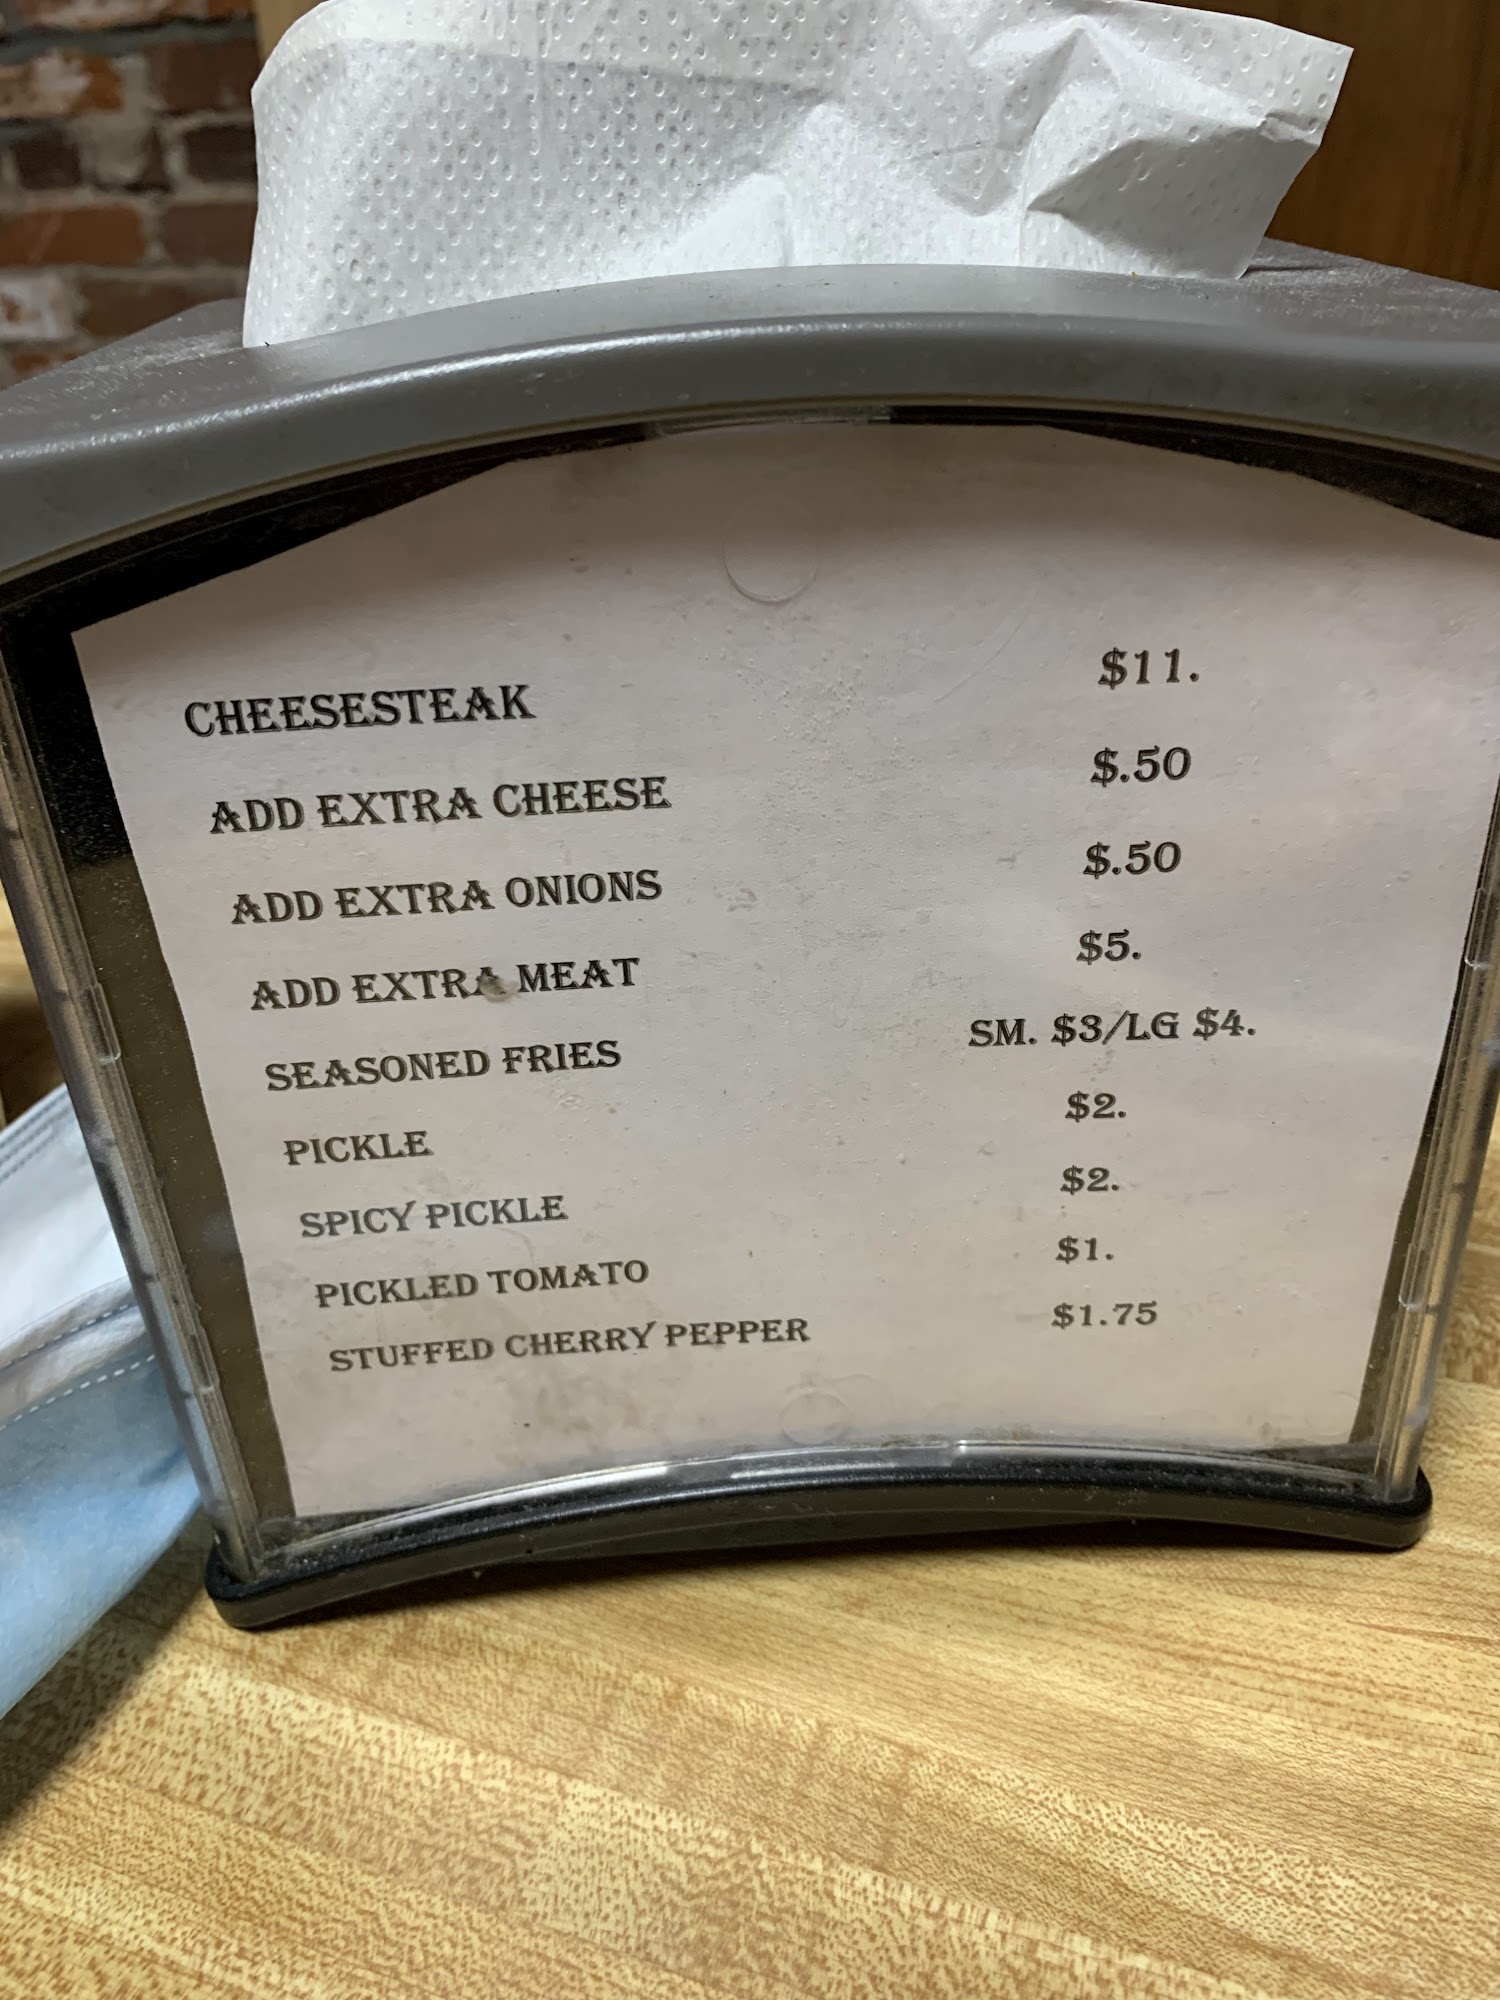 CHEESESTEAK $11.
ADD EXTRA CHEESE $.50
ADD EXTRA ONIONS $.50
ADD EXTRA MEAT $5.
SEASONED FRIES SM. $3/LG $4.
PICKLE $2.
SPICY PICKLE $2.
PICKLED TOMATO $1.
STUFFED CHERRY PEPPER $1.75